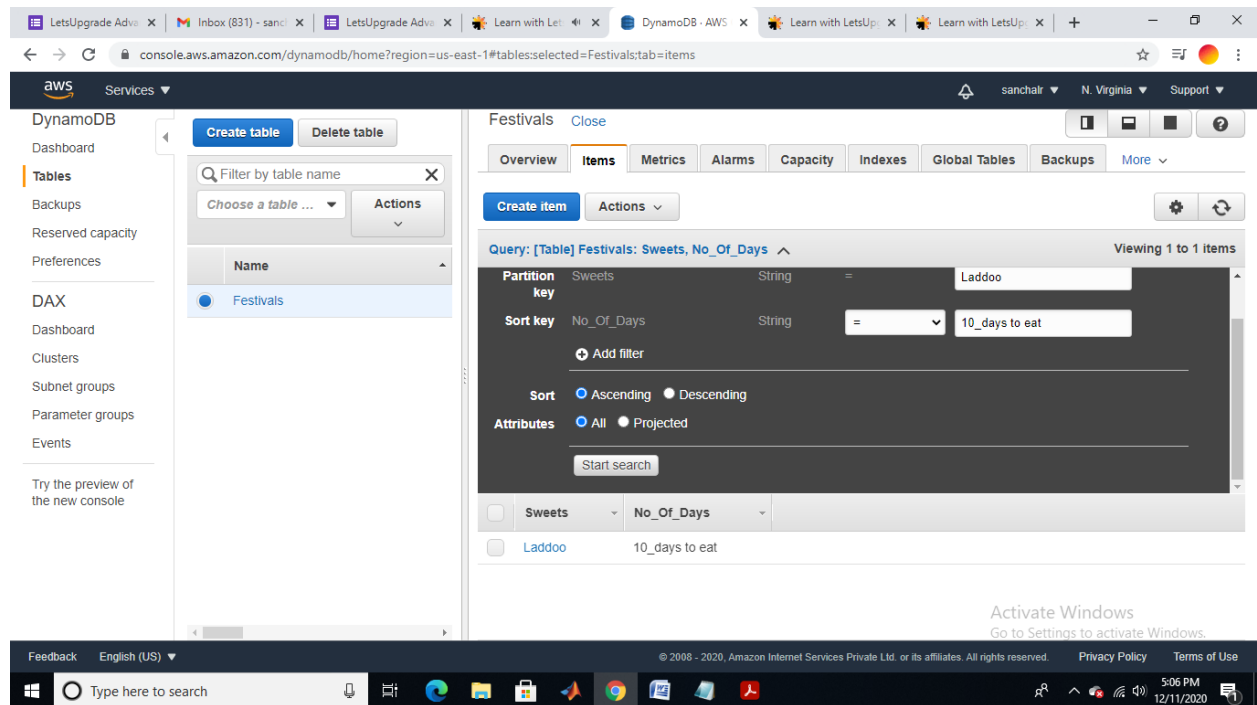 LetsUpgrade Adva
Inbox (831) - sancl
LetsUpgrade Adva
Learn with Let
DynamoDB - AWS
Learn with LetsUpg
Learn with LetsUpg
console.aws.amazon.com/dynamodb/home?region=us-east-1#tables:selected=Festivals;tab=items
aws Services sanchalr N. Virginia Support
DynamoDB
Dashboard
Tables
Backups
Reserved capacity
Preferences
DAX
Dashboard
Clusters
Subnet groups
Parameter groups
Events
Try the preview of
the new console
Create table Delete table
Filter by table name
Choose a table ... Actions
Name
Festivals
Festivals Close
Overview Items Metrics Alarms Capacity Indexes Global Tables Backups More
Create item Actions
Query: [Table] Festivals: Sweets, No_Of_Days Viewing 1 to 1 items
Partition key Sweets String = Laddoo
Sort key No_Of_Days String = 10_days to eat
Add filter
Sort Ascending Descending
Attributes All Projected
Start search
Sweets No_Of_Days
Laddoo 10_days to eat
Activate Windows
Go to Settings to activate Windows.
Feedback English (US) © 2008 - 2020, Amazon Internet Services Private Ltd. or its affiliates. All rights reserved. Privacy Policy Terms of Use
Type here to search
5:06 PM
12/11/2020
1